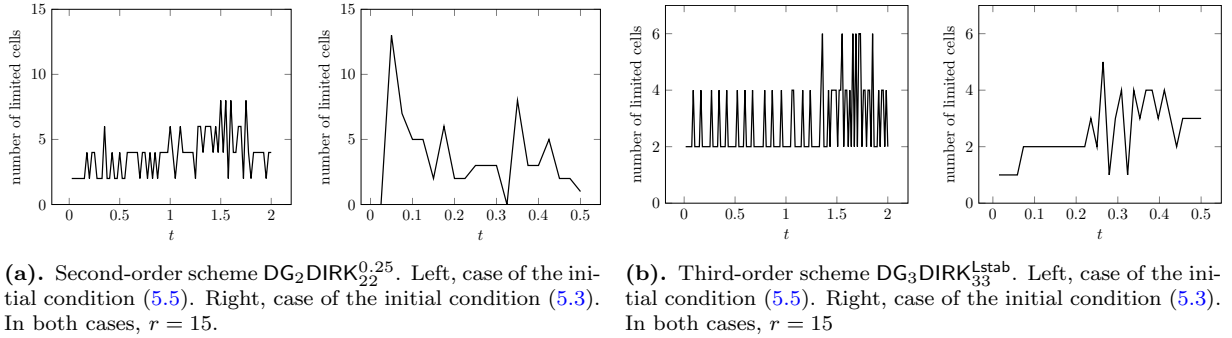 15
10
5
0
number of limited cells
0
0.5
1
1.5
2
t
15
10
5
0
number of limited cells
0
0.1
0.2
0.3
0.4
0.5
t
6
4
2
0
number of limited cells
0
0.5
1
1.5
2
t
6
4
2
0
number of limited cells
0
0.1
0.2
0.3
0.4
0.5
t
(a). Second-order scheme DG₂DIRK₂₂^0.25. Left, case of the ini-
tial condition (5.5). Right, case of the initial condition (5.3).
In both cases, r = 15.
(b). Third-order scheme DG₃DIRK₃₃^Lstab. Left, case of the ini-
tial condition (5.5). Right, case of the initial condition (5.3).
In both cases, r = 15